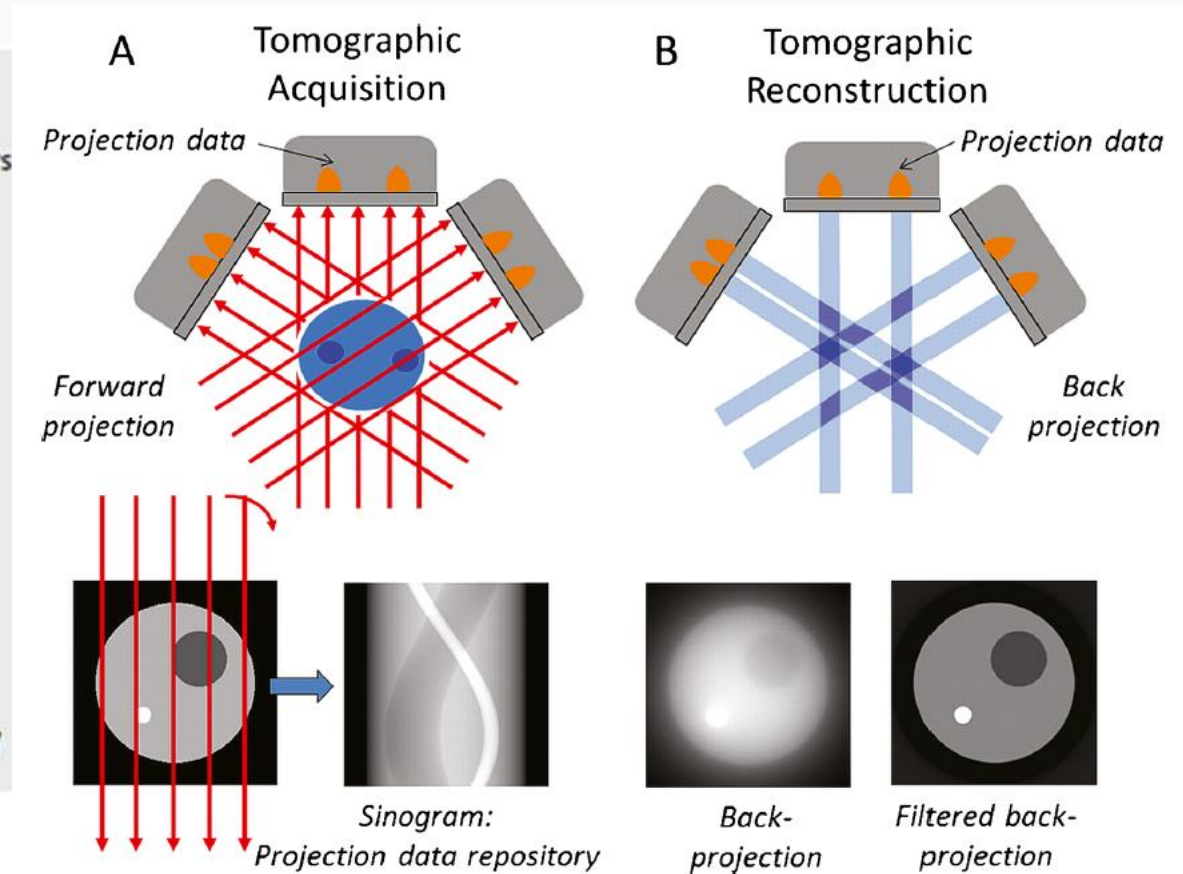 A
Tomographic
Acquisition
Projection data
Forward
projection
Sinogram:
Projection data repository
B
Tomographic
Reconstruction
Projection data
Back
projection
Back-
projection
Filtered back-
projection